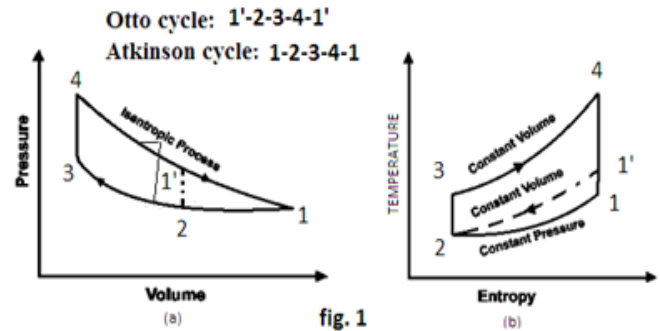 Otto cycle: 1'-2-3-4-1'
Atkinson cycle: 1-2-3-4-1
4
Isentropic Process
3
1'
2
1
Pressure
Volume
(a)
4
Constant Volume
3
Constant Volume
1'
1
2
Constant Pressure
TEMPERATURE
Entropy
(b)
fig. 1